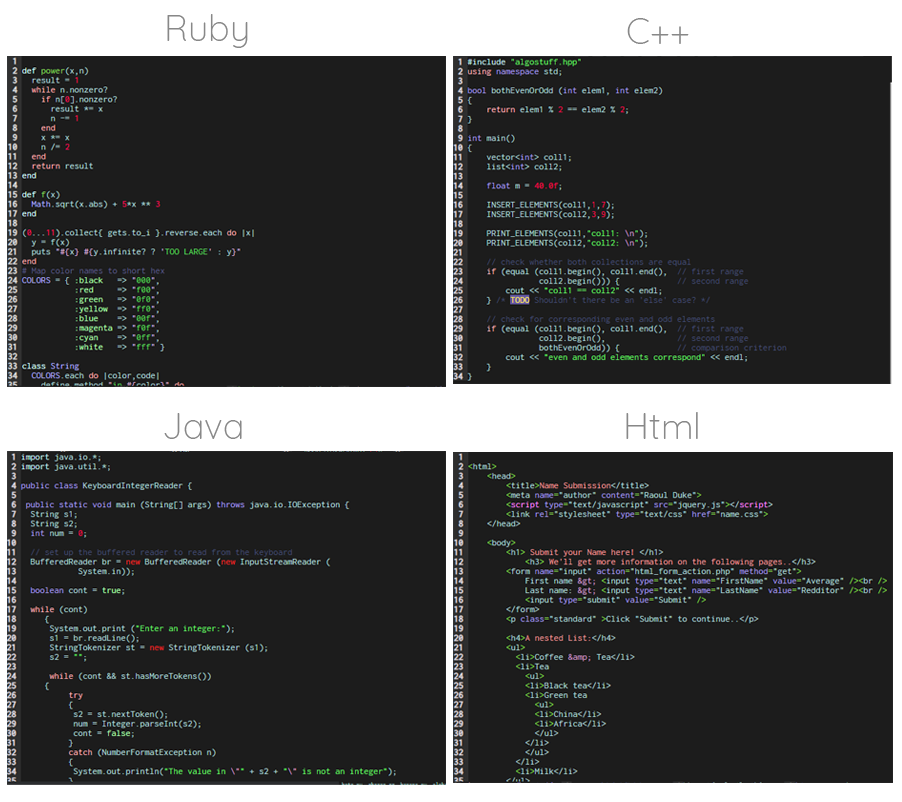 Ruby
1
2 def power(x,n)
3   result = 1
4   while n.nonzero?
5     if n[0].nonzero?
6       result *= x
7       n -= 1
8     end
9     x *= x
10     n /= 2
11   end
12   return result
13 end
14
15 def f(x)
16   Math.sqrt(x.abs) + 5*x ** 3
17 end
18
19 (0...11).collect{ gets.to_i }.reverse.each do |x|
20   y = f(x)
21   puts "#{x} #{y.infinite? ? 'TOO LARGE' : y}"
22 end
23 # Map color names to short hex
24 COLORS = { :black   => "000",
25            :red     => "f00",
26            :green   => "0f0",
27            :yellow  => "ff0",
28            :blue    => "00f",
29            :magenta => "f0f",
30            :cyan    => "0ff",
31            :white   => "fff" }
32
33 class String
34   COLORS.each do |color,code|
35     define_method "in_#{color}" do
C++
1 #include "algostuff.hpp"
2 using namespace std;
3
4 bool bothEvenOrOdd (int elem1, int elem2)
5 {
6     return elem1 % 2 == elem2 % 2;
7 }
8
9 int main()
10 {
11     vector<int> coll1;
12     list<int> coll2;
13
14     float m = 40.0f;
15
16     INSERT_ELEMENTS(coll1,1,7);
17     INSERT_ELEMENTS(coll2,3,9);
18
19     PRINT_ELEMENTS(coll1,"coll1: \n");
20     PRINT_ELEMENTS(coll2,"coll2: \n");
21
22     // check whether both collections are equal
23     if (equal (coll1.begin(), coll1.end(),  // first range
24                coll2.begin())) {            // second range
25         cout << "coll1 == coll2" << endl;
26     } /* TODO Shouldn't there be an 'else' case? */
27
28     // check for corresponding even and odd elements
29     if (equal (coll1.begin(), coll1.end(),  // first range
30                coll2.begin(),               // second range
31                bothEvenOrOdd)) {            // comparison criterion
32         cout << "even and odd elements correspond" << endl;
33     }
34 }
Java
1 import java.io.*;
2 import java.util.*;
3
4 public class KeyboardIntegerReader {
5
6  public static void main (String[] args) throws java.io.IOException {
7   String s1;
8   String s2;
9   int num = 0;
10
11   // set up the buffered reader to read from the keyboard
12   BufferedReader br = new BufferedReader (new InputStreamReader (
13             System.in));
14
15   boolean cont = true;
16
17   while (cont)
18      {
19       System.out.print ("Enter an integer:");
20       s1 = br.readLine();
21       StringTokenizer st = new StringTokenizer (s1);
22       s2 = "";
23
24       while (cont && st.hasMoreTokens())
25      {
26           try
27           {
28            s2 = st.nextToken();
29            num = Integer.parseInt(s2);
30            cont = false;
31           }
32           catch (NumberFormatException n)
33           {
34            System.out.println("The value in \"" + s2 + "\" is not an integer");
35           }
Html
1
2 <html>
3     <head>
4         <title>Name Submission</title>
5         <meta name="author" content="Raoul Duke">
6         <script type="text/javascript" src="jquery.js"></script>
7         <link rel="stylesheet" type="text/css" href="name.css">
8     </head>
9
10     <body>
11         <h1> Submit your Name here! </h1>
12             <h3> We'll get more information on the following pages..</h3>
13         <form name="input" action="html_form_action.php" method="get">
14             First name &gt; <input type="text" name="FirstName" value="Average" /><br />
15             Last name: &gt; <input type="text" name="LastName" value="Redditor" /><br />
16             <input type="submit" value="Submit" />
17         </form>
18         <p class="standard" >Click "Submit" to continue..</p>
19
20         <h4>A nested List:</h4>
21         <ul>
22           <li>Coffee &amp; Tea</li>
23           <li>Tea
24             <ul>
25             <li>Black tea</li>
26             <li>Green tea
27               <ul>
28               <li>China</li>
29               <li>Africa</li>
30               </ul>
31             </li>
32             </ul>
33           </li>
34           <li>Milk</li>
35         </ul>